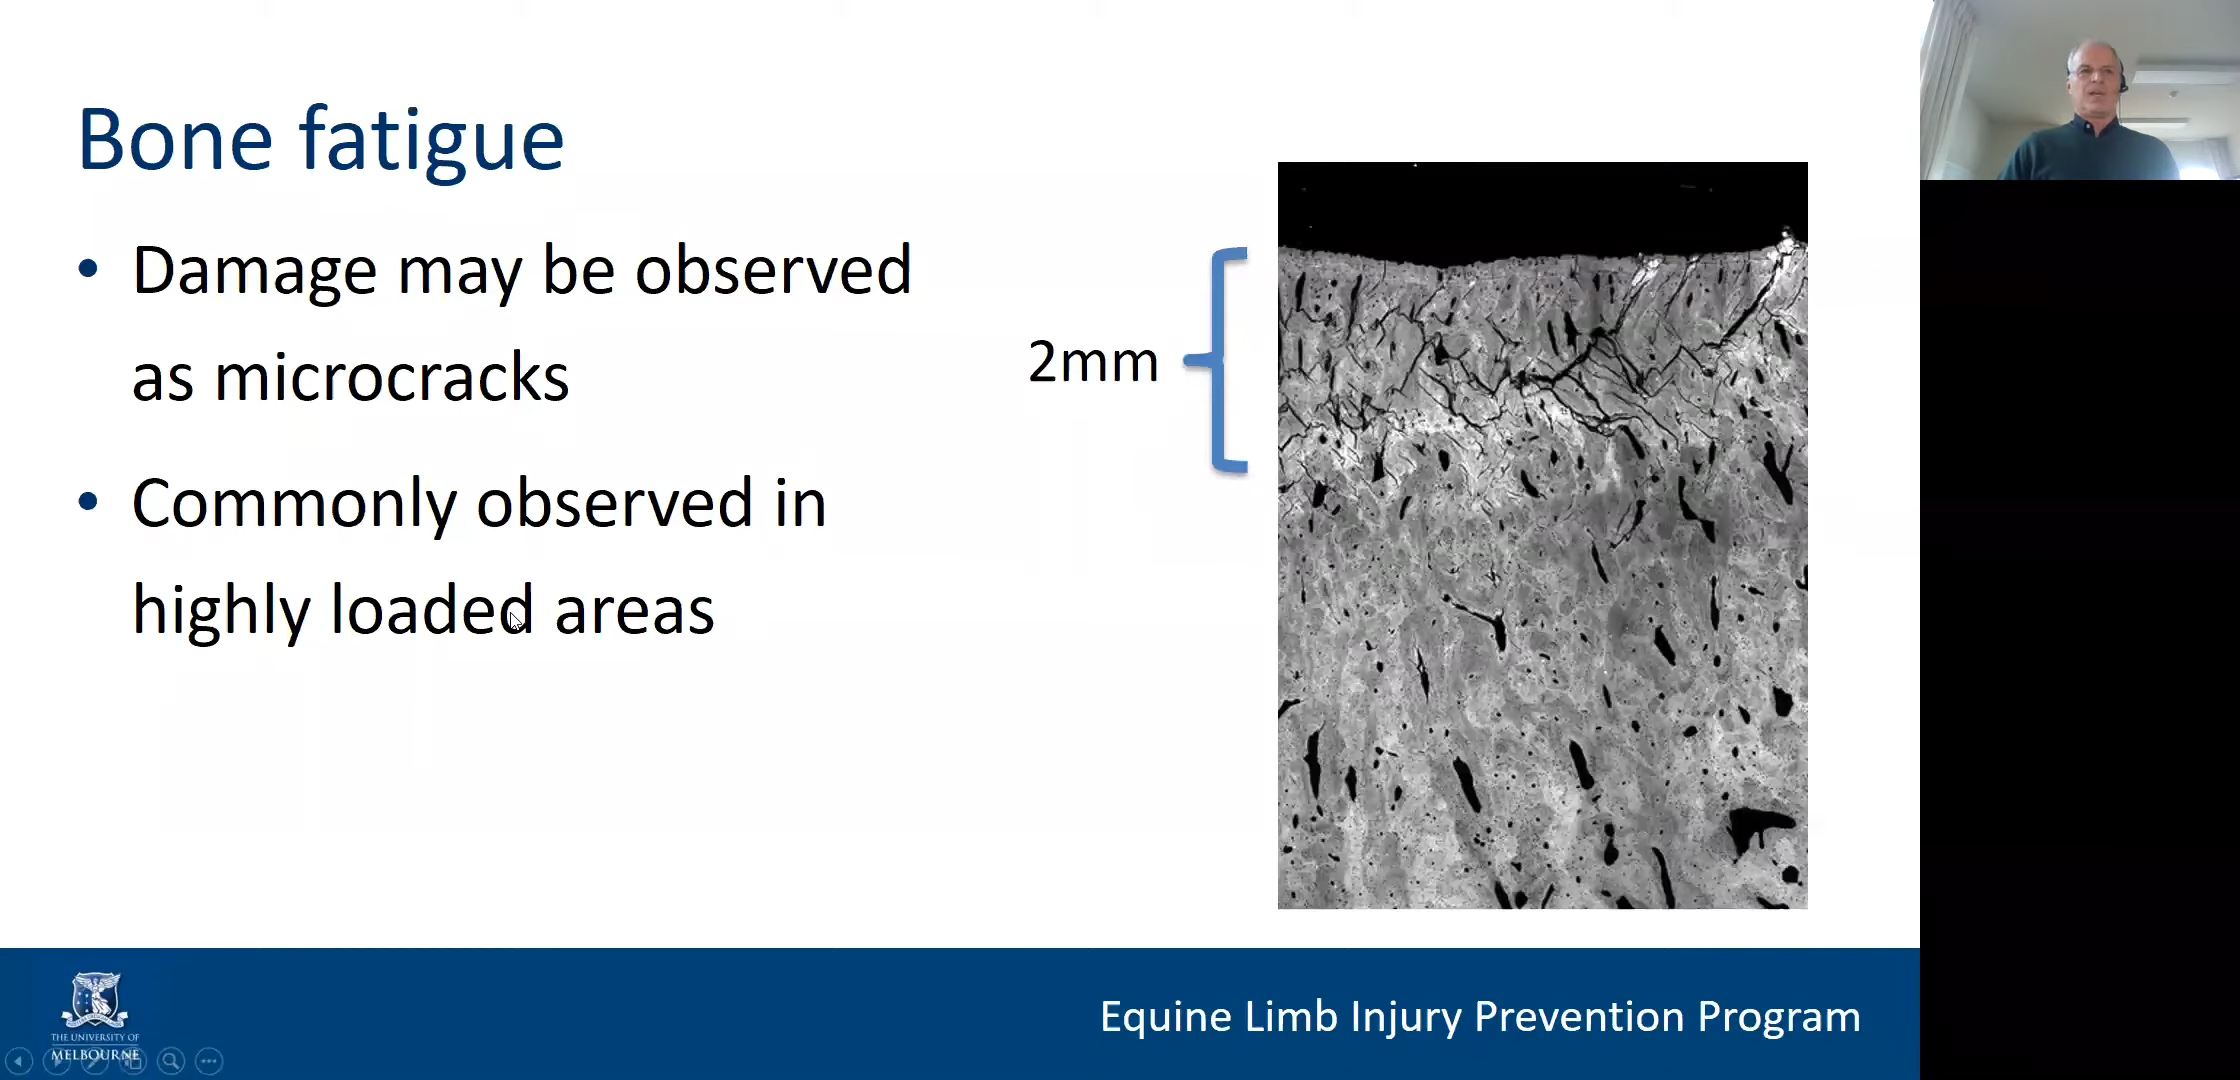 Bone fatigue
• Damage may be observed
as microcracks
• Commonly observed in
highly loaded areas
2mm
THE UNIVERSITY OF
MELBOURNE
Equine Limb Injury Prevention Program